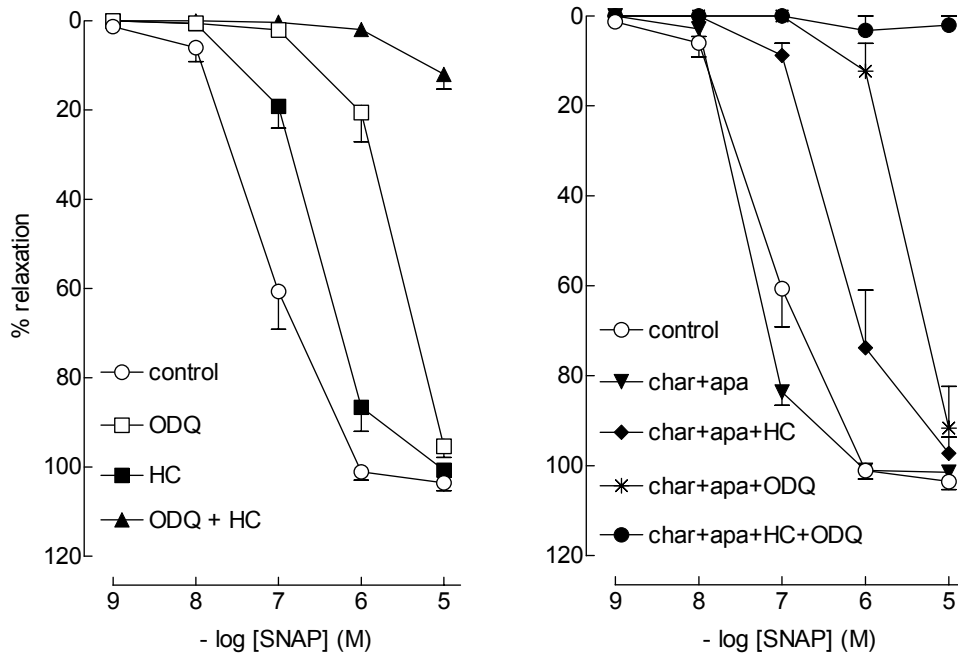 0
20
40
60
80
100
120
% relaxation
control
ODQ
HC
ODQ + HC
9 8 7 6 5
- log [SNAP] (M)
0
20
40
60
80
100
120
control
char+apa
char+apa+HC
char+apa+ODQ
char+apa+HC+ODQ
9 8 7 6 5
- log [SNAP] (M)